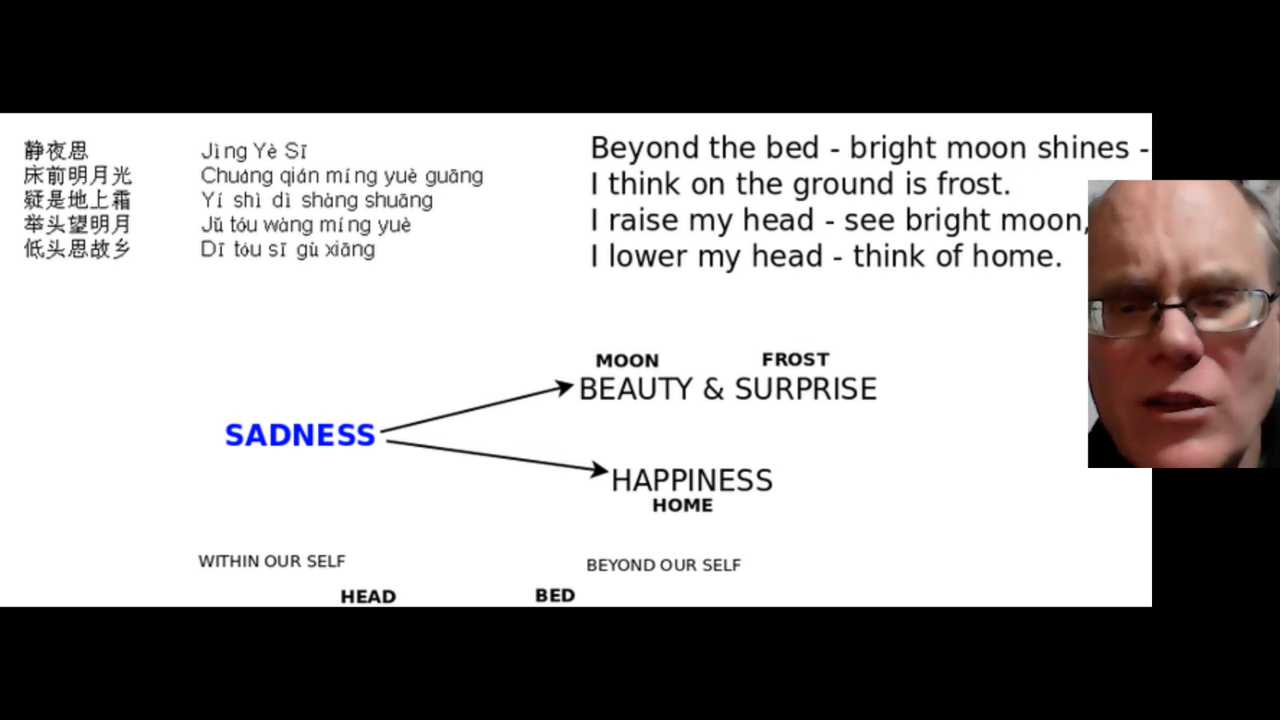 静夜思
床前明月光
疑是地上霜
举头望明月
低头思故乡
Jìng Yè Sī
Chuáng qián míng yuè guāng
Yí shì dì shàng shuāng
Jǔ tóu wàng míng yuè
Dī tóu sī gù xiāng
Beyond the bed - bright moon shines -
I think on the ground is frost.
I raise my head - see bright moon,
I lower my head - think of home.
MOON FROST
BEAUTY & SURPRISE
SADNESS
HAPPINESS
HOME
WITHIN OUR SELF BEYOND OUR SELF
HEAD BED